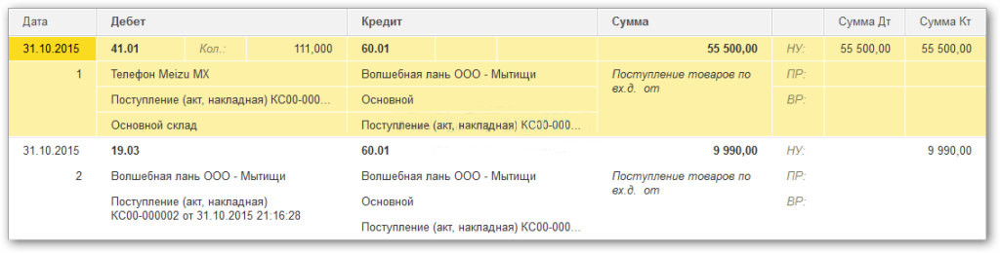 Дата Дебет Кредит Сумма Сумма Дт Сумма Кт
31.10.2015 41.01 Кол.: 111,000 60.01 55 500,00 НУ: 55 500,00 55 500,00
1 Телефон Meizu MX Волшебная лань ООО - Мытищи Поступление товаров по ПР:
вх.д. от
Поступление (акт, накладная) КС00-000... Основной ВР:
Основной склад Поступление (акт, накладная) КС00-000...
31.10.2015 19.03 60.01 9 990,00 НУ: 9 990,00
2 Волшебная лань ООО - Мытищи Волшебная лань ООО - Мытищи Поступление товаров по ПР:
вх.д. от
Поступление (акт, накладная) Основной ВР:
КС00-000002 от 31.10.2015 21:16:28
Поступление (акт, накладная) КС00-000...